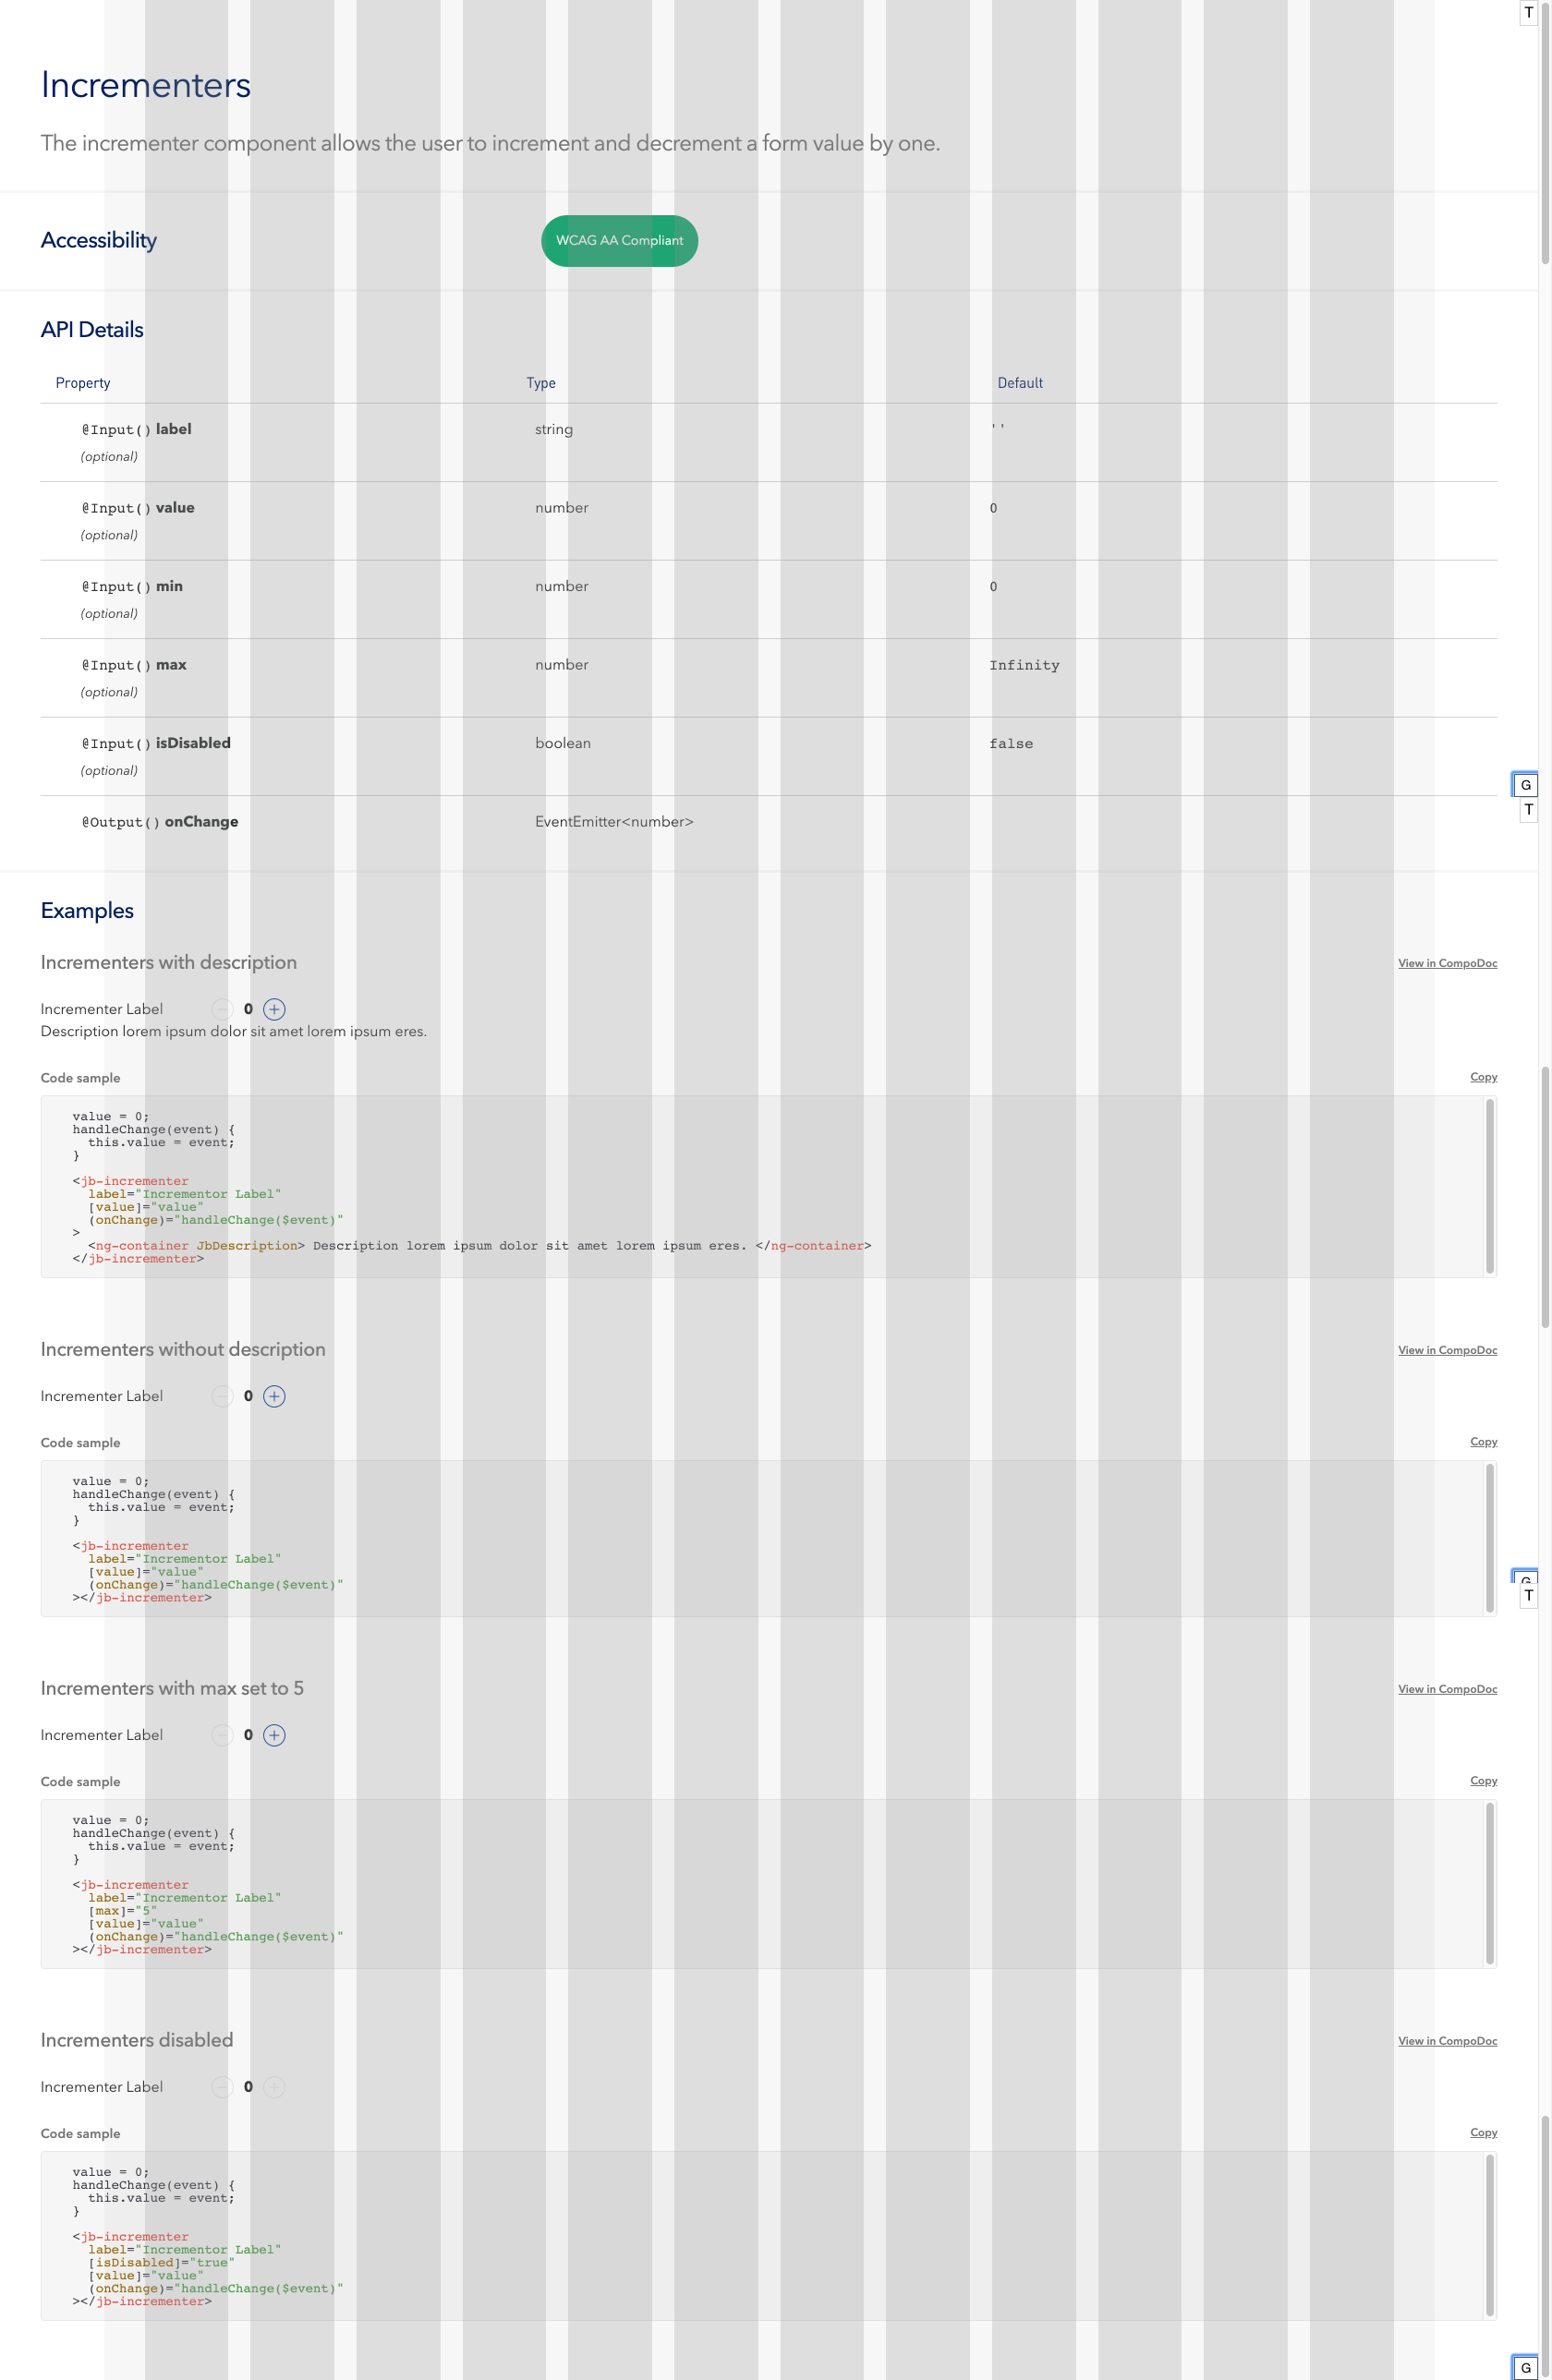 T
Incrementers
The incrementer component allows the user to increment and decrement a form value by one.
Accessibility WCAG AA Compliant
API Details
Property Type Default
@Input() label string ''
(optional)
@Input() value number 0
(optional)
@Input() min number 0
(optional)
@Input() max number Infinity
(optional)
@Input() isDisabled boolean false
(optional)
G
T
@Output() onChange EventEmitter<number>
Examples
Incrementers with description View in CompoDoc
Incrementer Label − 0 +
Description lorem ipsum dolor sit amet lorem ipsum eres.
Code sample Copy
value = 0;
handleChange(event) {
this.value = event;
}
<jb-incrementer
label="Incrementor Label"
[value]="value"
(onChange)="handleChange($event)"
>
<ng-container JbDescription> Description lorem ipsum dolor sit amet lorem ipsum eres. </ng-container>
</jb-incrementer>
Incrementers without description View in CompoDoc
Incrementer Label − 0 +
Code sample Copy
value = 0;
handleChange(event) {
this.value = event;
}
<jb-incrementer
label="Incrementor Label"
[value]="value"
(onChange)="handleChange($event)"
></jb-incrementer>
G
T
Incrementers with max set to 5 View in CompoDoc
Incrementer Label − 0 +
Code sample Copy
value = 0;
handleChange(event) {
this.value = event;
}
<jb-incrementer
label="Incrementor Label"
[max]="5"
[value]="value"
(onChange)="handleChange($event)"
></jb-incrementer>
Incrementers disabled View in CompoDoc
Incrementer Label − 0 +
Code sample Copy
value = 0;
handleChange(event) {
this.value = event;
}
<jb-incrementer
label="Incrementor Label"
[isDisabled]="true"
[value]="value"
(onChange)="handleChange($event)"
></jb-incrementer>
G